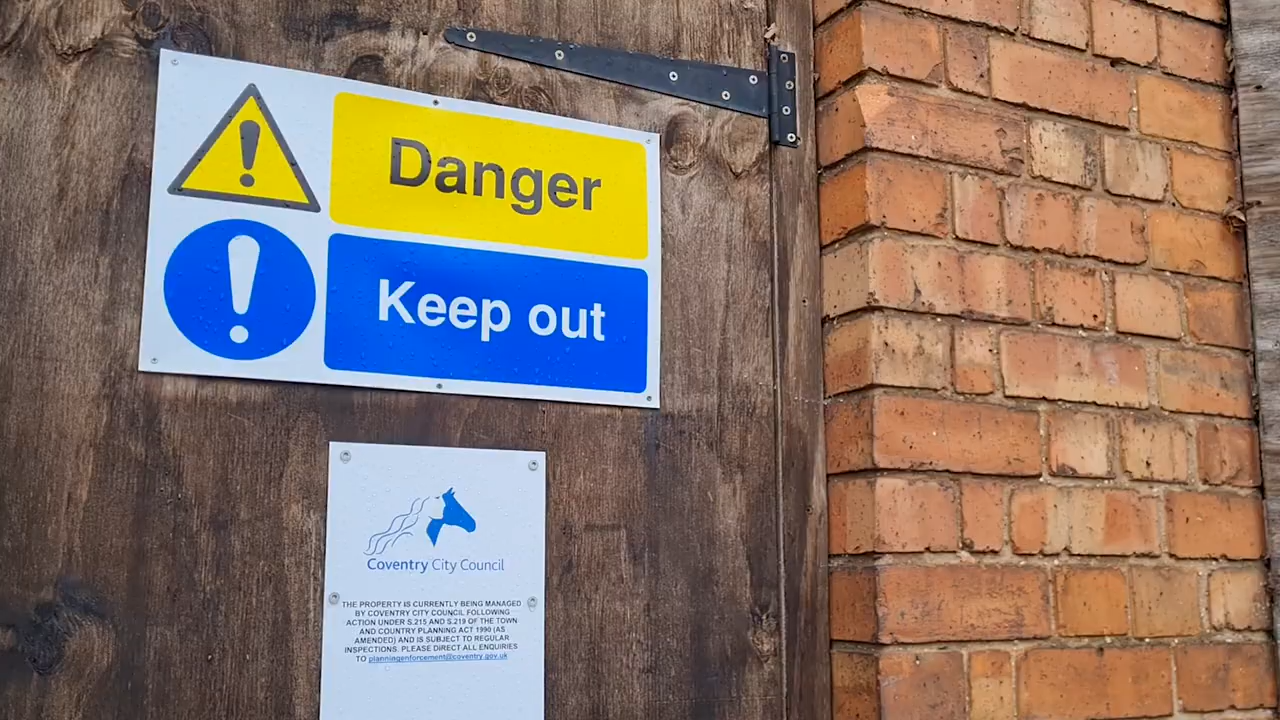 Danger
Keep out
Coventry City Council
THE PROPERTY IS CURRENTLY BEING MANAGED
BY COVENTRY CITY COUNCIL FOLLOWING
ACTION UNDER S.215 AND S.219 OF THE TOWN
AND COUNTRY PLANNING ACT 1990 (AS
AMENDED) AND IS SUBJECT TO REGULAR
INSPECTIONS. PLEASE DIRECT ALL ENQUIRIES
TO planningenforcement@coventry.gov.uk